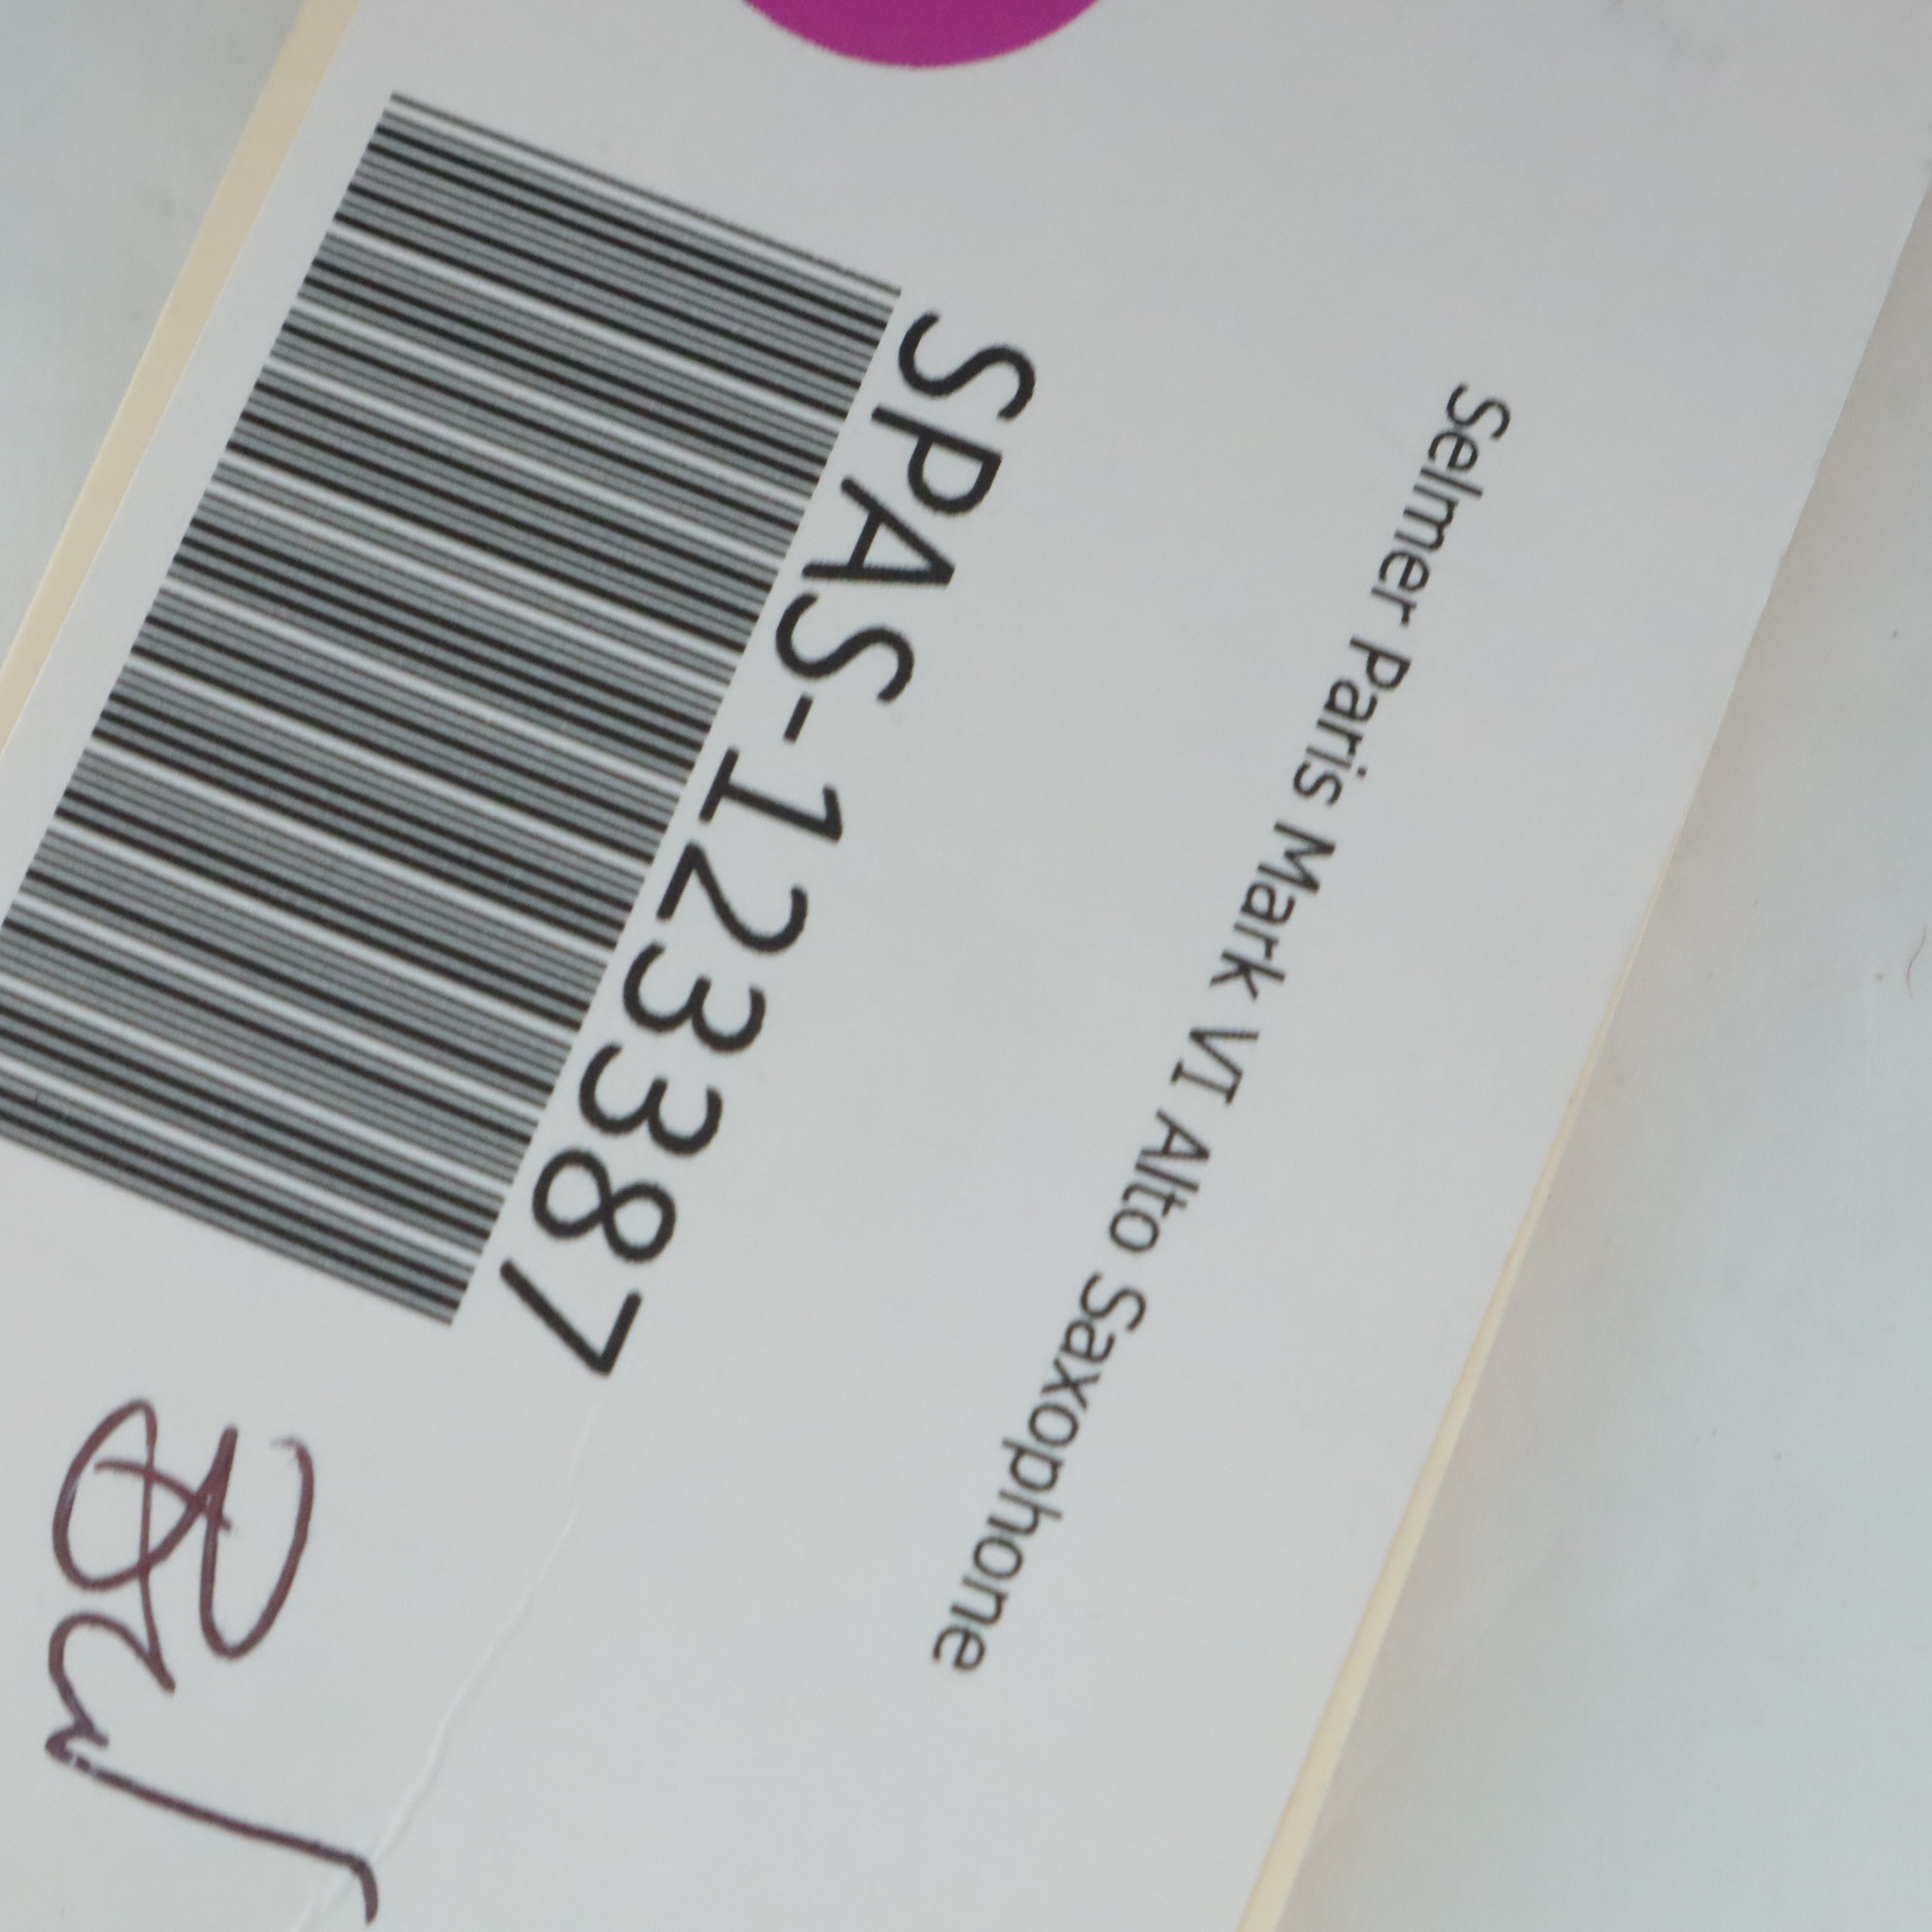 Selmer Paris Mark VI Alto Saxophone
SPAS-123387